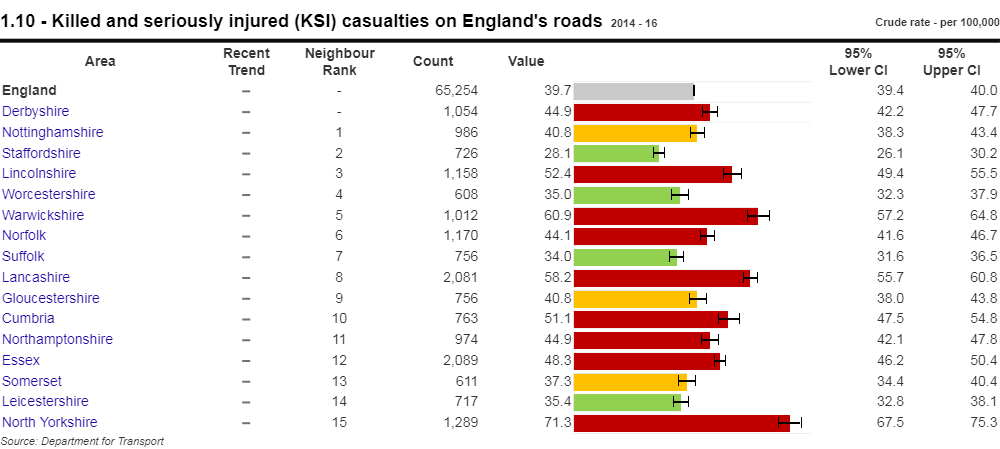 1.10 - Killed and seriously injured (KSI) casualties on England's roads 2014 - 16 Crude rate - per 100,000
Area Recent Trend Neighbour Rank Count Value 95% Lower CI 95% Upper CI
England – - 65,254 39.7 39.4 40.0
Derbyshire – - 1,054 44.9 42.2 47.7
Nottinghamshire – 1 986 40.8 38.3 43.4
Staffordshire – 2 726 28.1 26.1 30.2
Lincolnshire – 3 1,158 52.4 49.4 55.5
Worcestershire – 4 608 35.0 32.3 37.9
Warwickshire – 5 1,012 60.9 57.2 64.8
Norfolk – 6 1,170 44.1 41.6 46.7
Suffolk – 7 756 34.0 31.6 36.5
Lancashire – 8 2,081 58.2 55.7 60.8
Gloucestershire – 9 756 40.8 38.0 43.8
Cumbria – 10 763 51.1 47.5 54.8
Northamptonshire – 11 974 44.9 42.1 47.8
Essex – 12 2,089 48.3 46.2 50.4
Somerset – 13 611 37.3 34.4 40.4
Leicestershire – 14 717 35.4 32.8 38.1
North Yorkshire – 15 1,289 71.3 67.5 75.3
Source: Department for Transport